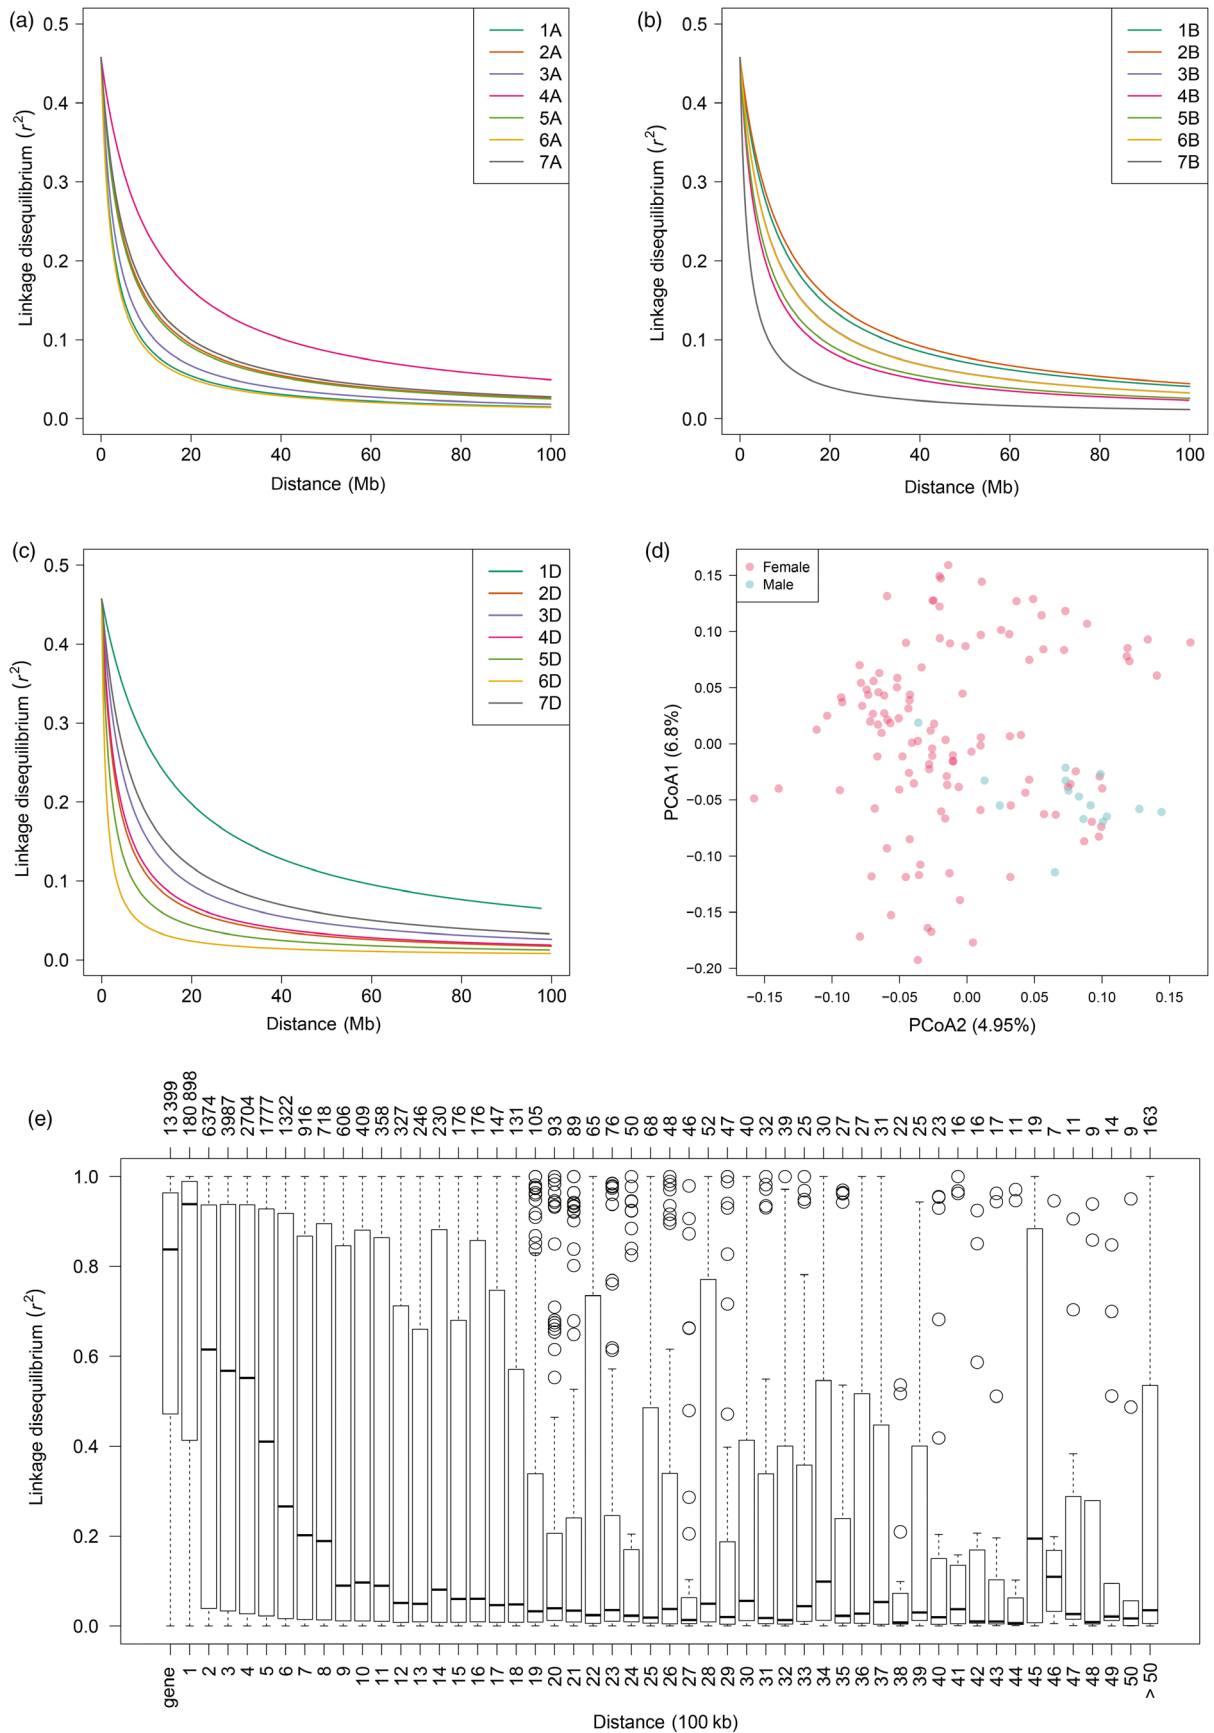 (a)
0.5
0.4
0.3
0.2
0.1
0.0
Linkage disequilibrium (r²)
1A
2A
3A
4A
5A
6A
7A
0 20 40 60 80 100
Distance (Mb)
(b)
0.5
0.4
0.3
0.2
0.1
0.0
Linkage disequilibrium (r²)
1B
2B
3B
4B
5B
6B
7B
0 20 40 60 80 100
Distance (Mb)
(c)
0.5
0.4
0.3
0.2
0.1
0.0
Linkage disequilibrium (r²)
1D
2D
3D
4D
5D
6D
7D
0 20 40 60 80 100
Distance (Mb)
(d)
Female
Male
0.15
0.10
0.05
0.00
−0.05
−0.10
−0.15
−0.20
PCoA1 (6.8%)
−0.15 −0.10 −0.05 0.00 0.05 0.10 0.15
PCoA2 (4.95%)
(e)
13 399 180 898 6374 3987 2704 1777 1322 916 718 606 409 358 327 246 230 176 176 147 131 105 93 89 65 76 50 68 48 46 52 47 40 32 39 25 30 27 27 31 22 25 23 16 16 17 11 19 7 11 9 14 9 163
1.0
0.8
0.6
0.4
0.2
0.0
Linkage disequilibrium (r²)
gene 1 2 3 4 5 6 7 8 9 10 11 12 13 14 15 16 17 18 19 20 21 22 23 24 25 26 27 28 29 30 31 32 33 34 35 36 37 38 39 40 41 42 43 44 45 46 47 48 49 50 > 50
Distance (100 kb)